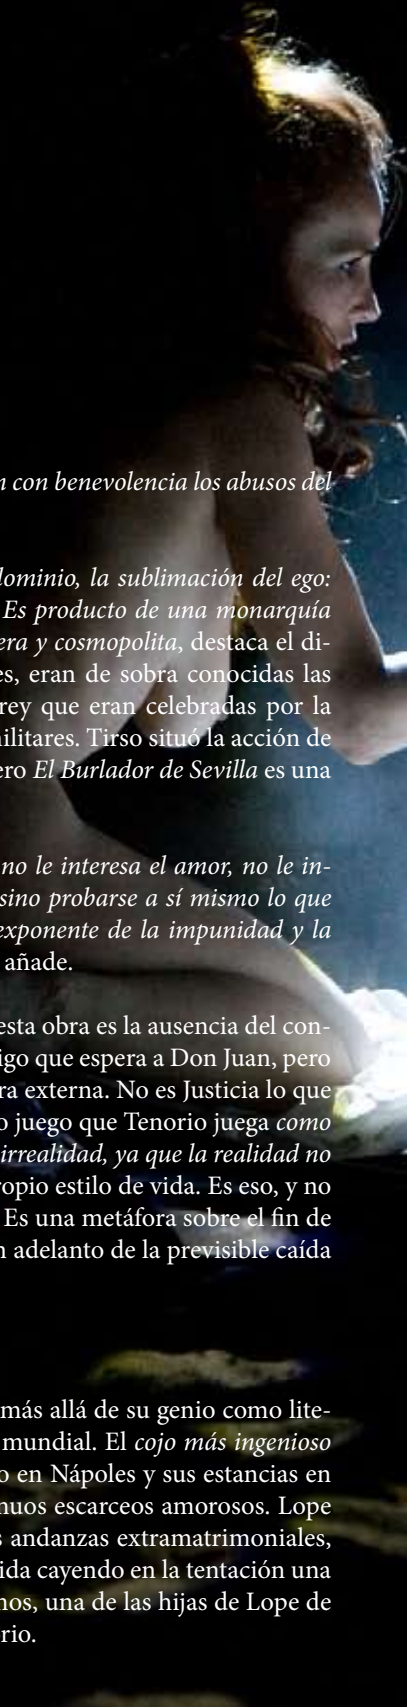 n con benevolencia los abusos del
dominio, la sublimación del ego:
Es producto de una monarquía
era y cosmopolita, destaca el di-
es, eran de sobra conocidas las
rey que eran celebradas por la
ilitares. Tirso situó la acción de
ero El Burlador de Sevilla es una
no le interesa el amor, no le in-
sino probarse a sí mismo lo que
exponente de la impunidad y la
añade.
esta obra es la ausencia del con-
igo que espera a Don Juan, pero
ra externa. No es Justicia lo que
o juego que Tenorio juega como
irrealidad, ya que la realidad no
ropio estilo de vida. Es eso, y no
Es una metáfora sobre el fin de
n adelanto de la previsible caída
más allá de su genio como lite-
mundial. El cojo más ingenioso
o en Nápoles y sus estancias en
nuos escarceos amorosos. Lope
s andanzas extramatrimoniales,
ida cayendo en la tentación una
nos, una de las hijas de Lope de
rio.